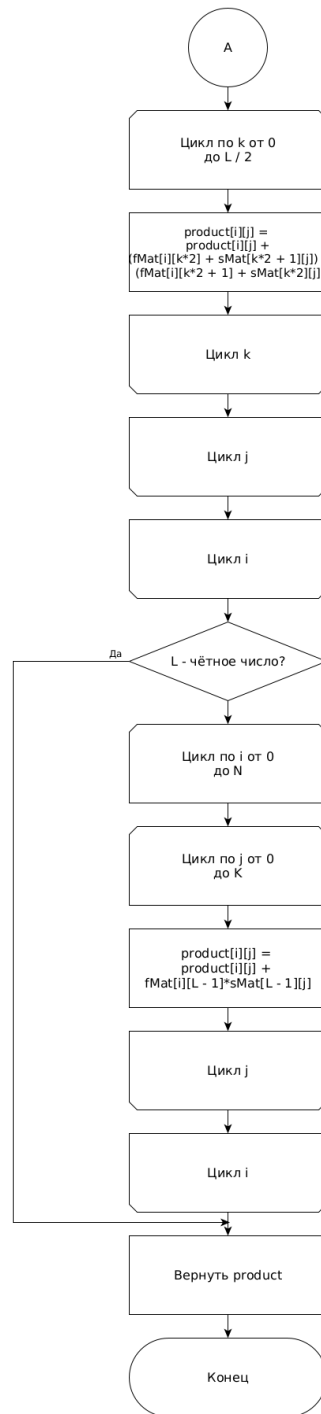 A
Цикл по k от 0
до L / 2
product[i][j] =
product[i][j] +
(fMat[i][k*2] + sMat[k*2 + 1][j])
(fMat[i][k*2 + 1] + sMat[k*2][j]
Цикл k
Цикл j
Цикл i
Да
L - чётное число?
Цикл по i от 0
до N
Цикл по j от 0
до K
product[i][j] =
product[i][j] +
fMat[i][L - 1]*sMat[L - 1][j]
Цикл j
Цикл i
Вернуть product
Конец